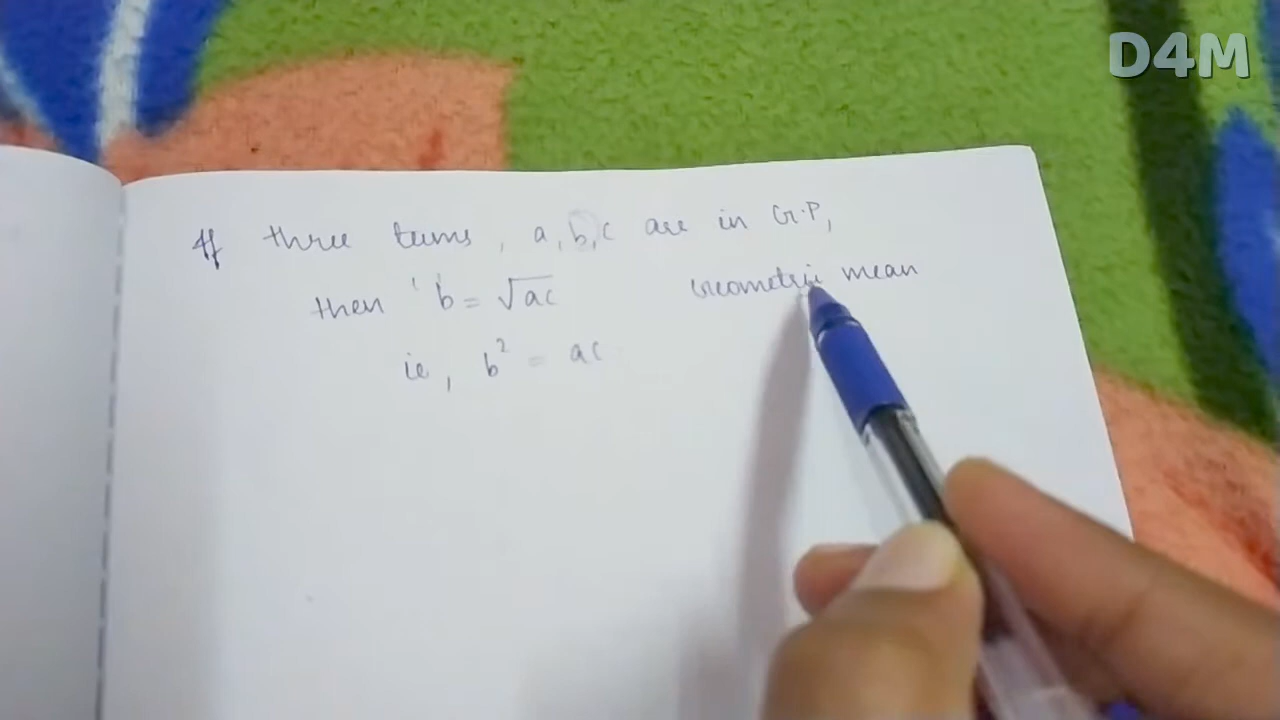 D4M
If three terms, a, b, c are in G.P,
then b = √ac Geometric mean
ie, b² = ac